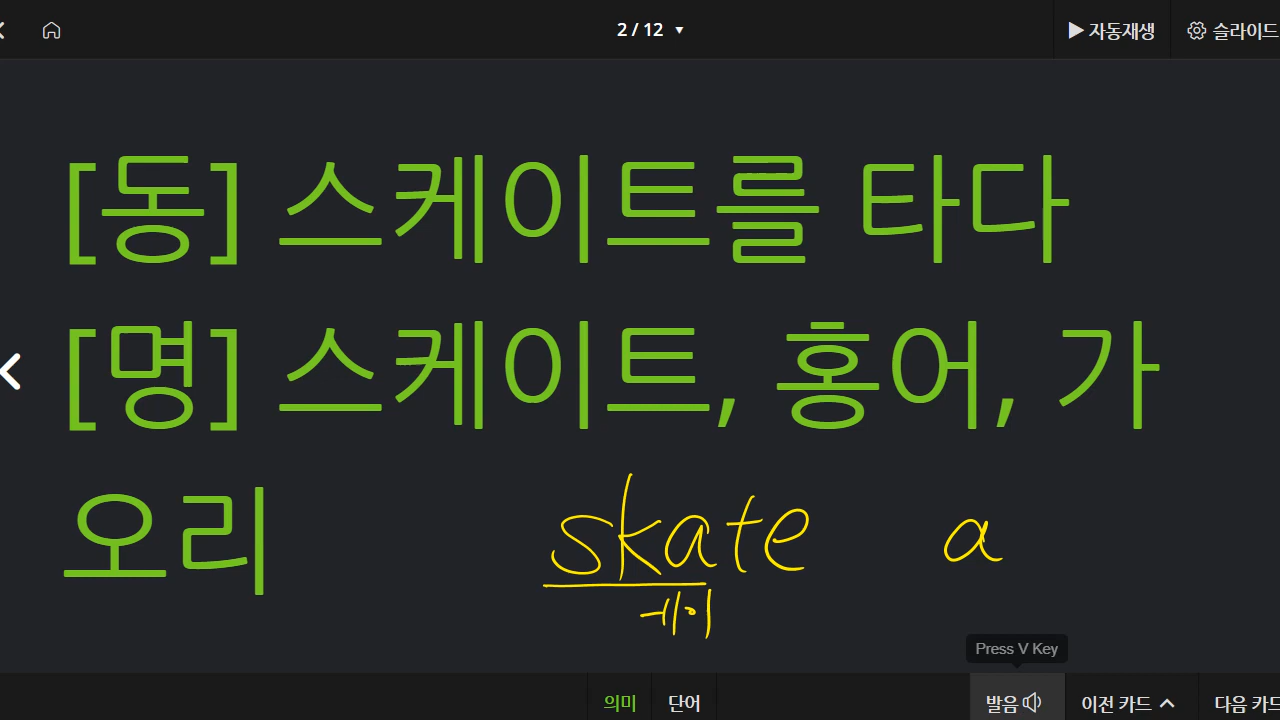 2 / 12 ▼
▶ 자동재생
슬라이드
[동] 스케이트를 타다
[명] 스케이트, 홍어, 가
오리
skate a
ㅔ이
Press V Key
의미 단어 발음 이전 카드 다음 카드